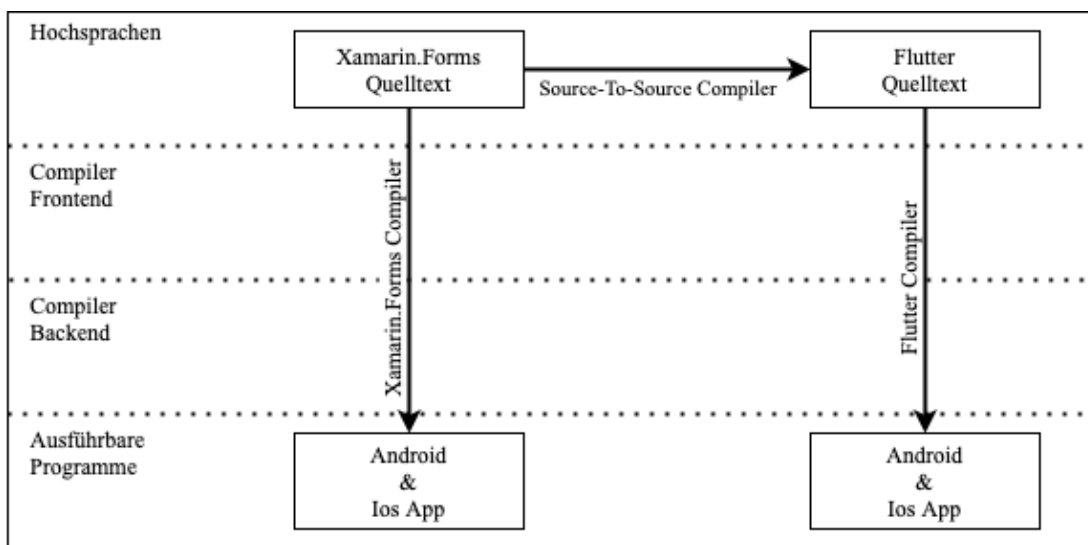 Hochsprachen
Xamarin.Forms
Quelltext
Source-To-Source Compiler
Flutter
Quelltext
Compiler
Frontend
Xamarin.Forms Compiler
Flutter Compiler
Compiler
Backend
Ausführbare
Programme
Android
&
Ios App
Android
&
Ios App